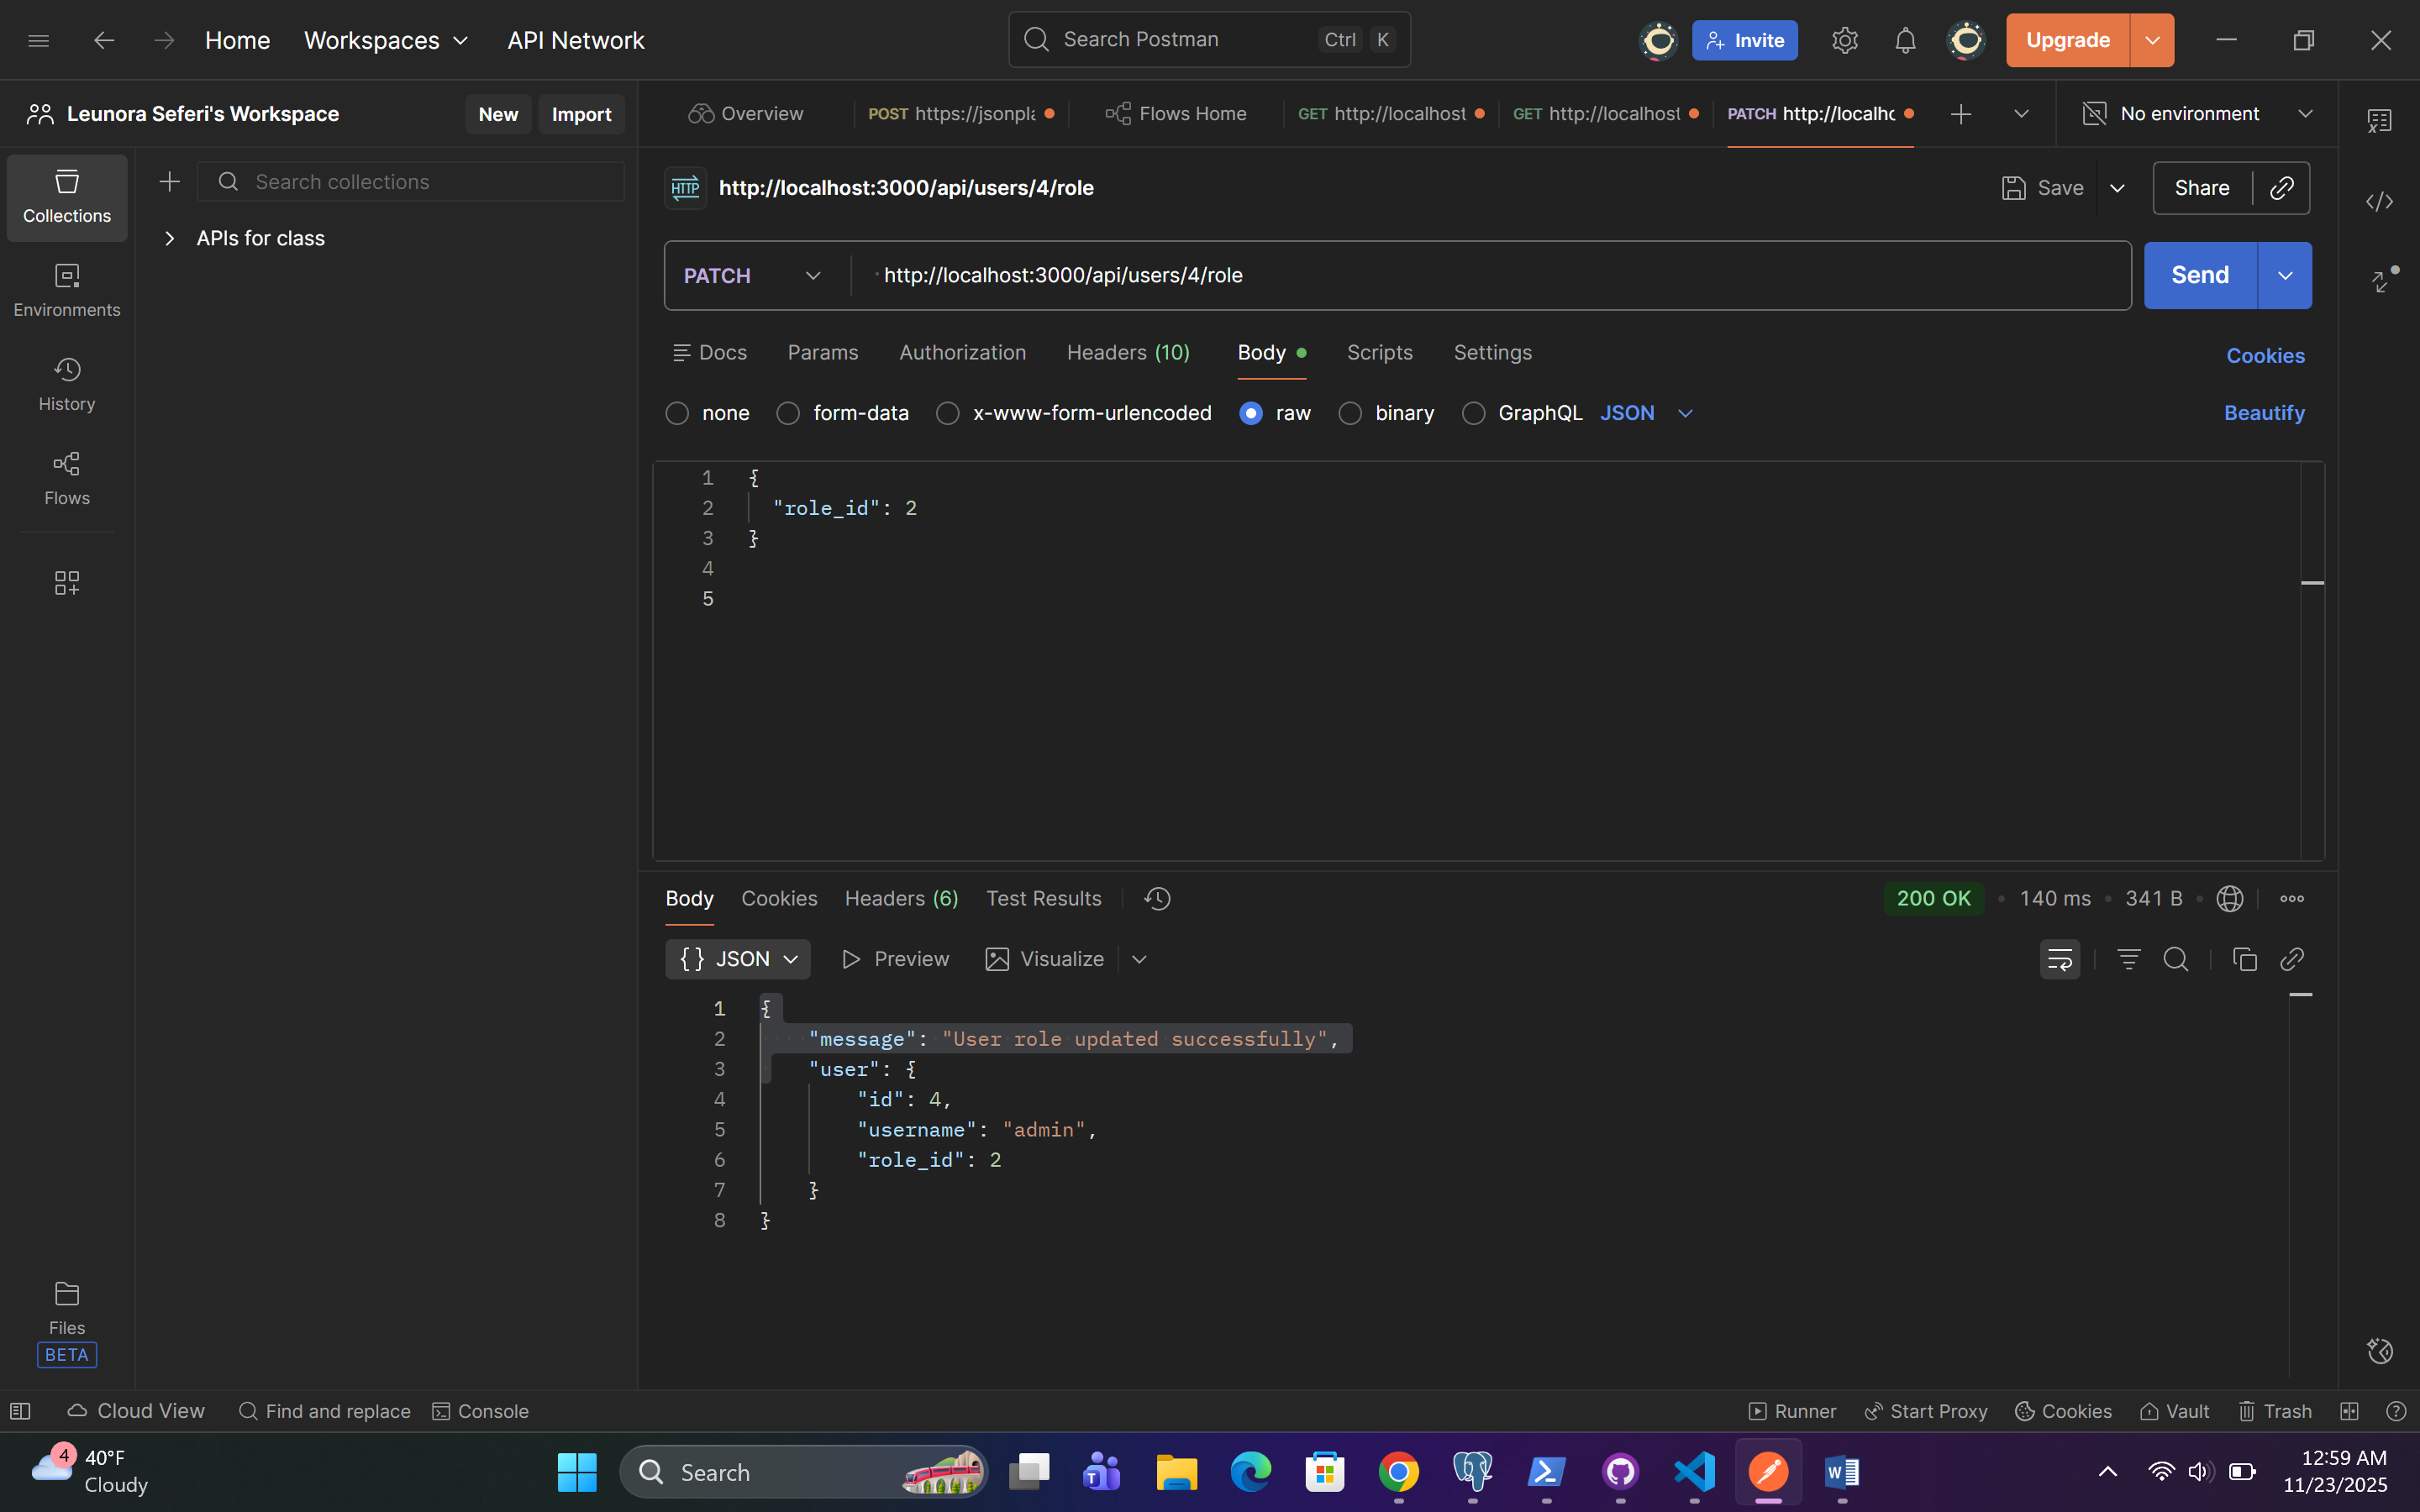 Home Workspaces API Network Search Postman Ctrl K Invite Upgrade
Leunora Seferi's Workspace New Import Overview POST https://jsonpla Flows Home GET http://localhost GET http://localhost PATCH http://localhc No environment
Search collections
Collections
APIs for class
Environments
History
Flows
Files
BETA
HTTP http://localhost:3000/api/users/4/role Save Share
PATCH http://localhost:3000/api/users/4/role Send
Docs Params Authorization Headers (10) Body Scripts Settings Cookies
none form-data x-www-form-urlencoded raw binary GraphQL JSON Beautify
1 {
2 "role_id": 2
3 }
4
5
Body Cookies Headers (6) Test Results 200 OK • 140 ms • 341 B •
{} JSON Preview Visualize
1 {
2 "message": "User role updated successfully",
3 "user": {
4 "id": 4,
5 "username": "admin",
6 "role_id": 2
7 }
8 }
Cloud View Find and replace Console Runner Start Proxy Cookies Vault Trash
4 40°F
Cloudy
Search
12:59 AM
11/23/2025